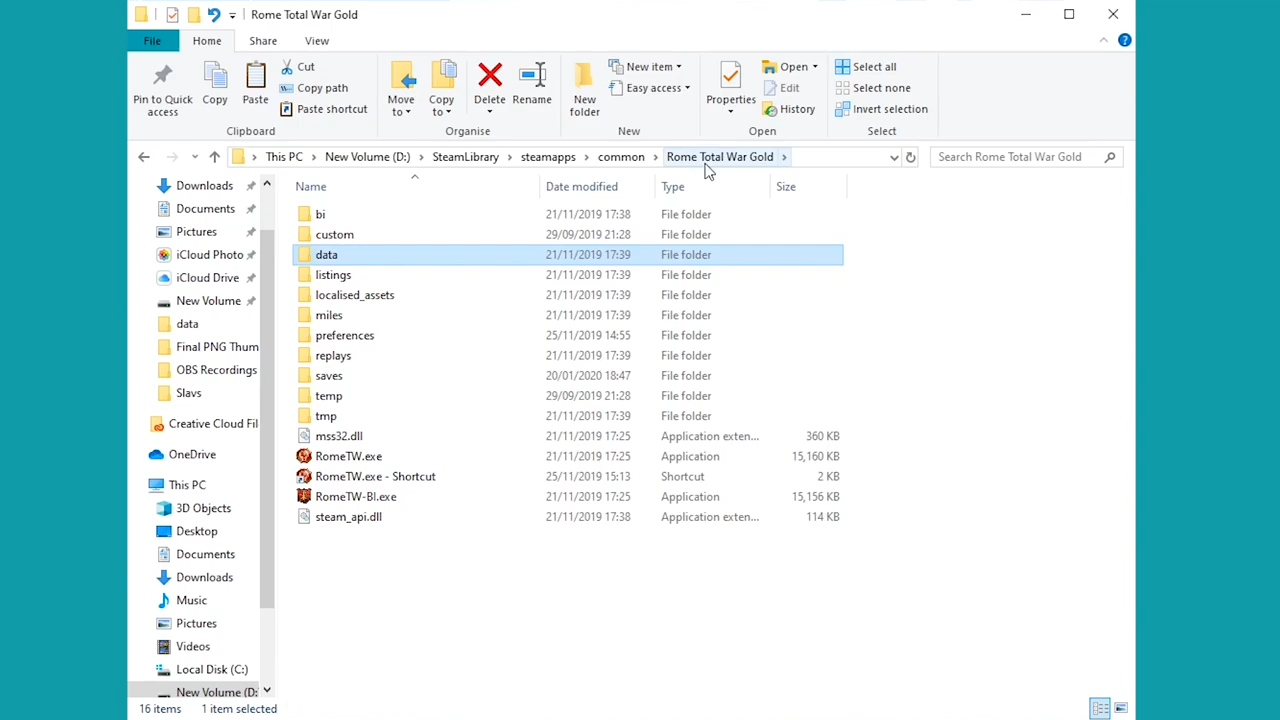 Rome Total War Gold
File Home Share View
Pin to Quick access
Copy
Paste
Cut
Copy path
Paste shortcut
Clipboard
Move to
Copy to
Delete
Rename
Organise
New folder
New item
Easy access
New
Properties
Open
Edit
History
Open
Select all
Select none
Invert selection
Select
This PC > New Volume (D:) > SteamLibrary > steamapps > common > Rome Total War Gold >
Search Rome Total War Gold
Downloads
Documents
Pictures
iCloud Photo
iCloud Drive
New Volume
data
Final PNG Thum
OBS Recordings
Slavs
Creative Cloud Fil
OneDrive
This PC
3D Objects
Desktop
Documents
Downloads
Music
Pictures
Videos
Local Disk (C:)
New Volume (D:
Name Date modified Type Size
bi 21/11/2019 17:38 File folder
custom 29/09/2019 21:28 File folder
data 21/11/2019 17:39 File folder
listings 21/11/2019 17:39 File folder
localised_assets 21/11/2019 17:39 File folder
miles 21/11/2019 17:39 File folder
preferences 25/11/2019 14:55 File folder
replays 21/11/2019 17:39 File folder
saves 20/01/2020 18:47 File folder
temp 29/09/2019 21:28 File folder
tmp 21/11/2019 17:39 File folder
mss32.dll 21/11/2019 17:25 Application exten... 360 KB
RomeTW.exe 21/11/2019 17:25 Application 15,160 KB
RomeTW.exe - Shortcut 25/11/2019 15:13 Shortcut 2 KB
RomeTW-BI.exe 21/11/2019 17:25 Application 15,156 KB
steam_api.dll 21/11/2019 17:38 Application exten... 114 KB
16 items 1 item selected